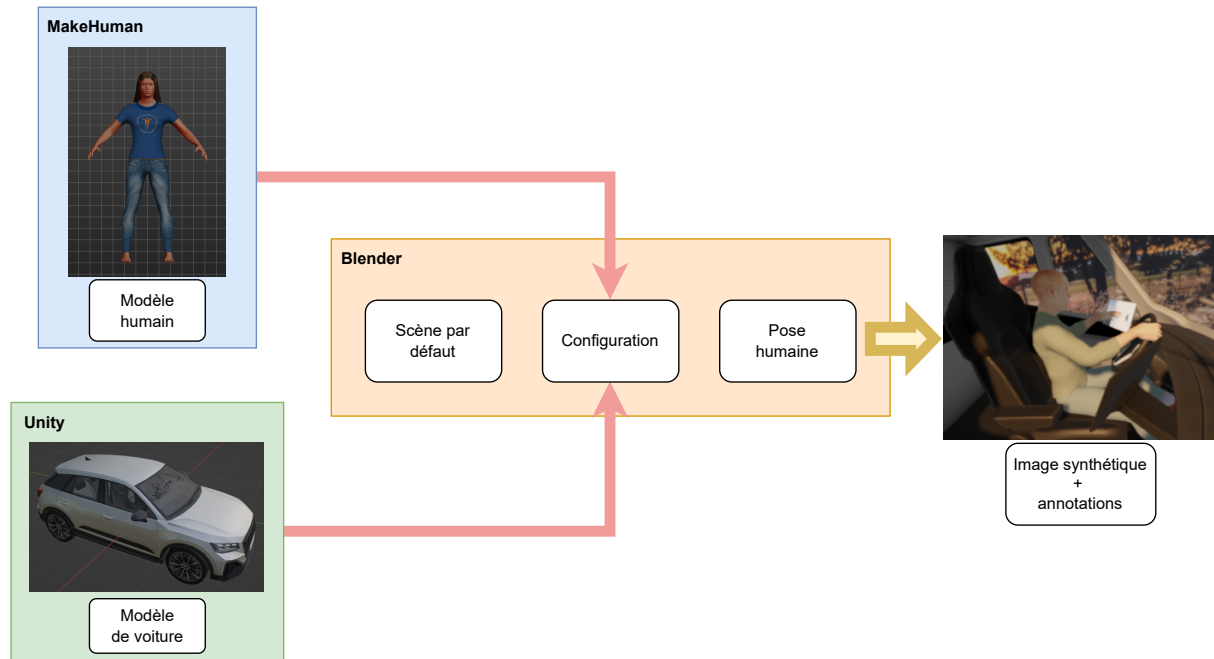 MakeHuman
Modèle
humain
Unity
Modèle
de voiture
Blender
Scène par
défaut
Configuration
Pose
humaine
Image synthétique
+
annotations